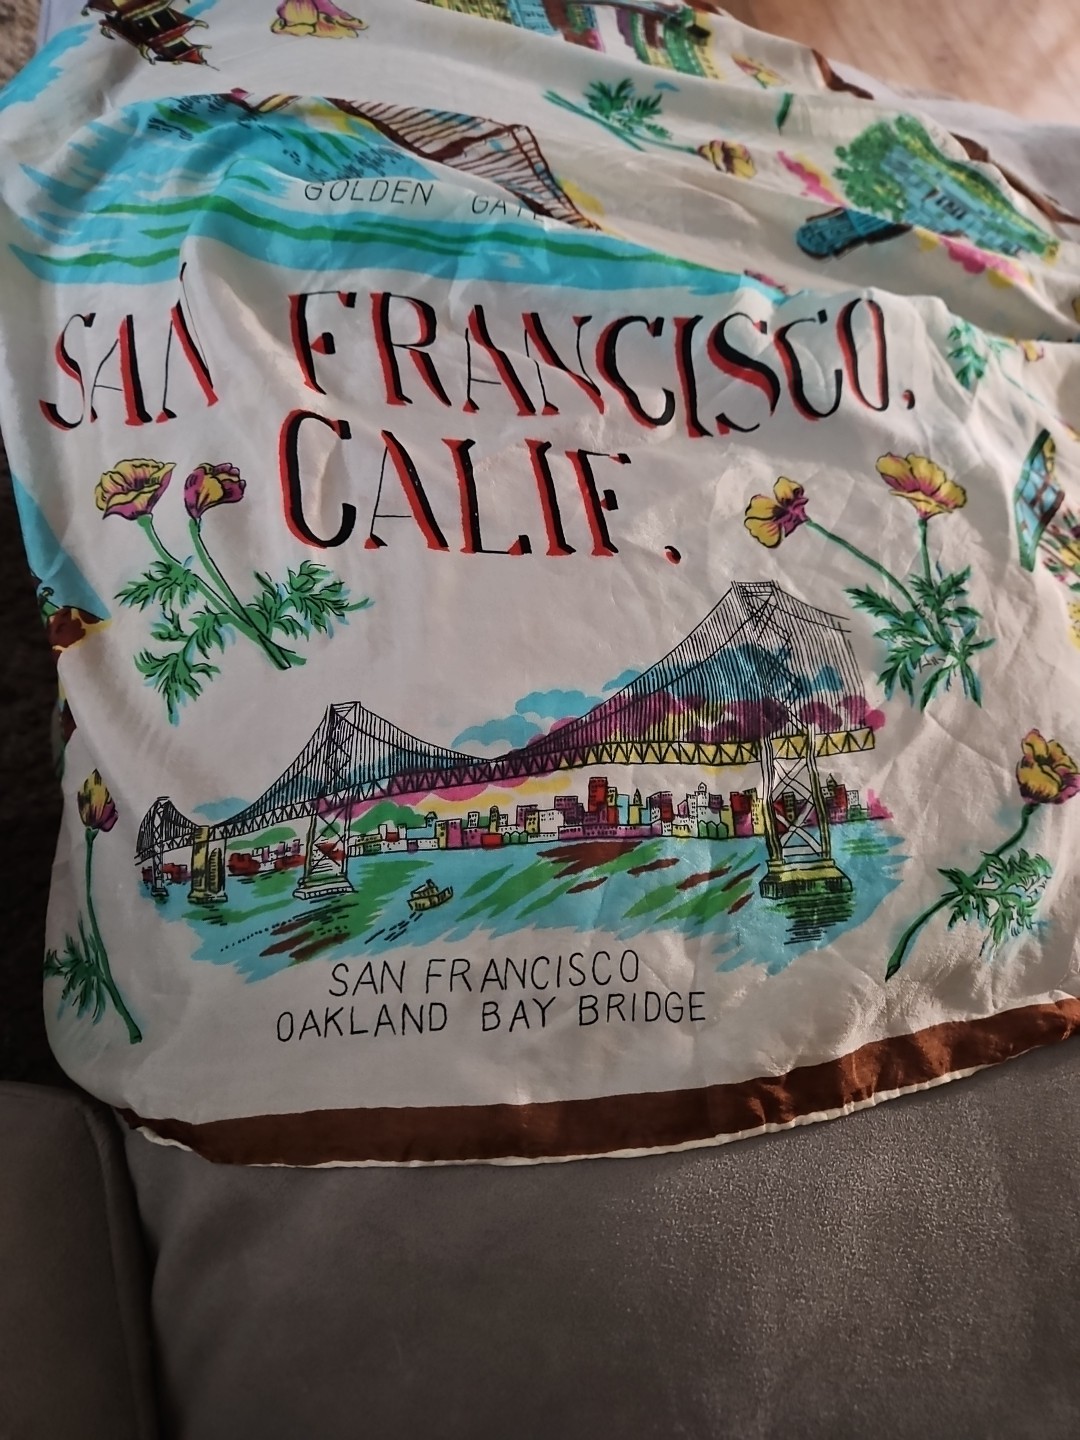 GOLDEN GATE
SAN FRANCISCO,
CALIF.
SAN FRANCISCO
OAKLAND BAY BRIDGE